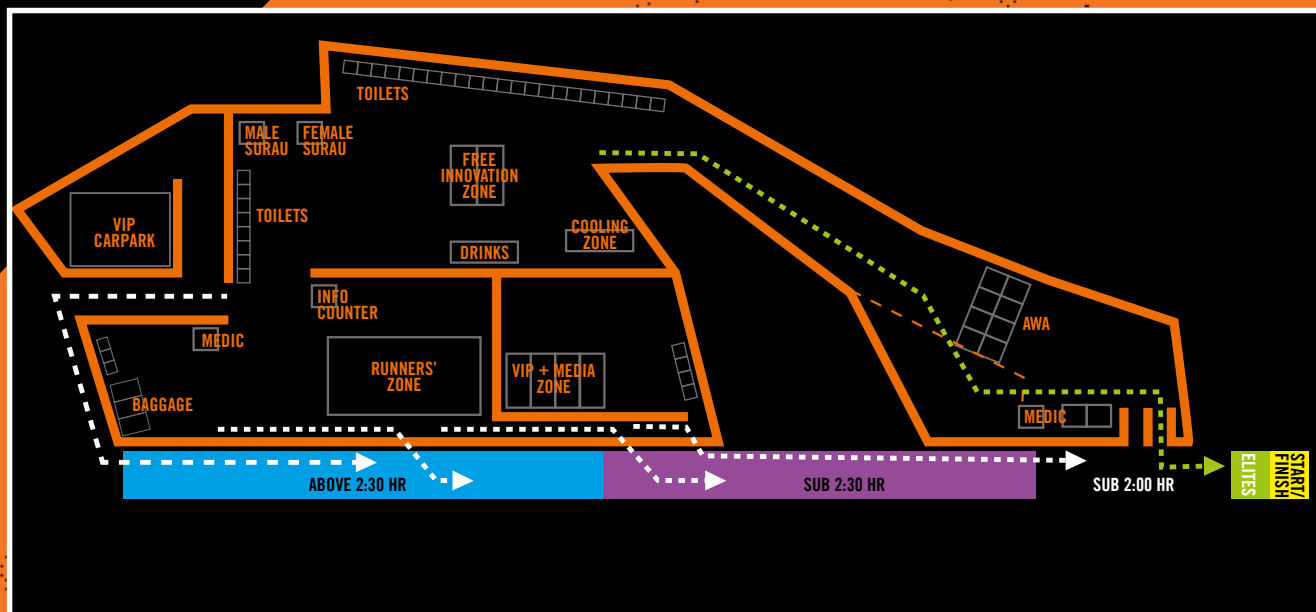 TOILETS
MALE
SURAU
FEMALE
SURAU
FREE
INNOVATION
ZONE
TOILETS
VIP
CARPARK
COOLING
ZONE
DRINKS
INFO
COUNTER
MEDIC
AWA
RUNNERS'
ZONE
VIP + MEDIA
ZONE
BAGGAGE
MEDIC
ABOVE 2:30 HR
SUB 2:30 HR
SUB 2:00 HR
ELITES
START/
FINISH